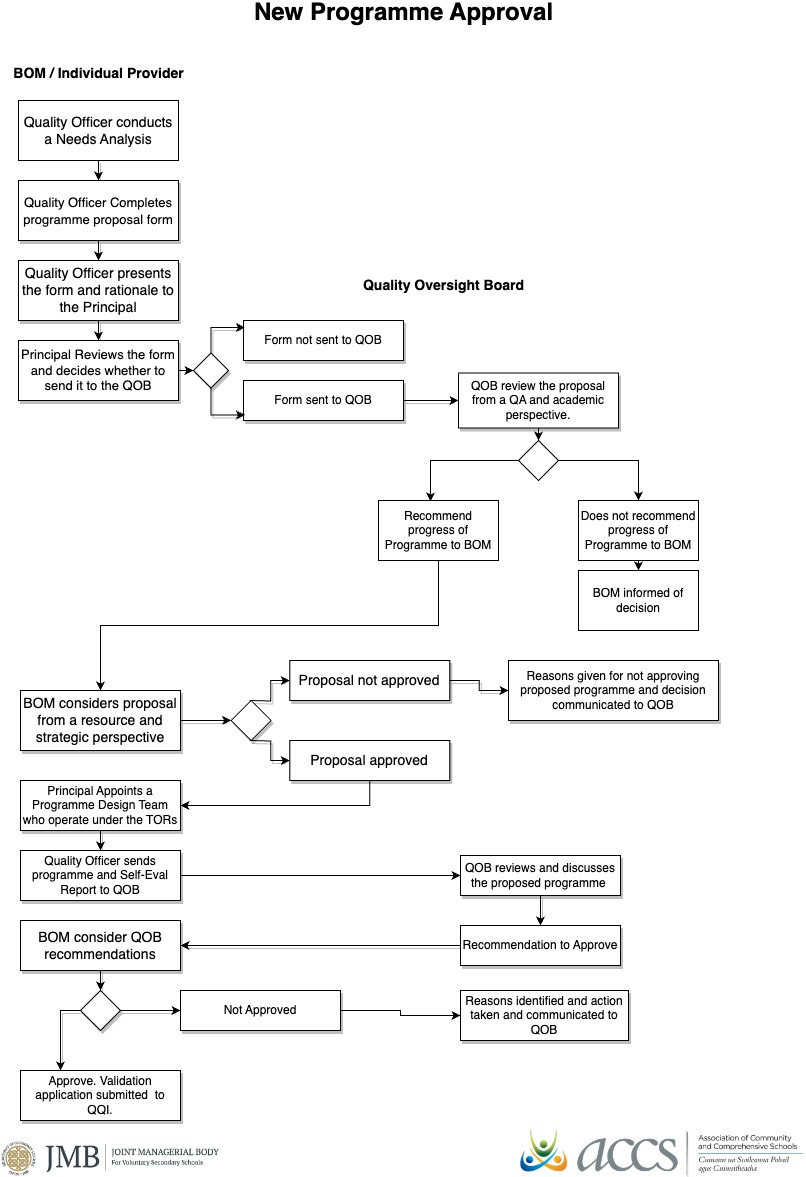 New Programme Approval
BOM / Individual Provider
Quality Officer conducts
a Needs Analysis
Quality Officer Completes
programme proposal form
Quality Officer presents
the form and rationale to
the Principal
Quality Oversight Board
Principal Reviews the form
and decides whether to
send it to the QOB
Form not sent to QOB
Form sent to QOB
QOB review the proposal
from a QA and academic
perspective.
Recommend
progress of
Programme to BOM
Does not recommend
progress of
Programme to BOM
BOM informed of
decision
BOM considers proposal
from a resource and
strategic perspective
Proposal not approved
Reasons given for not approving
proposed programme and decision
communicated to QOB
Proposal approved
Principal Appoints a
Programme Design Team
who operate under the TORs
Quality Officer sends
programme and Self-Eval
Report to QOB
QOB reviews and discusses
the proposed programme
BOM consider QOB
recommendations
Recommendation to Approve
Not Approved
Reasons identified and action
taken and communicated to
QOB
Approve. Validation
application submitted to
QQI.
JMB
JOINT MANAGERIAL BODY
For Voluntary Secondary Schools
accs
Association of Community
and Comprehensive Schools
Cumann na Scoileanna Pobail
agus Cuimsitheacha